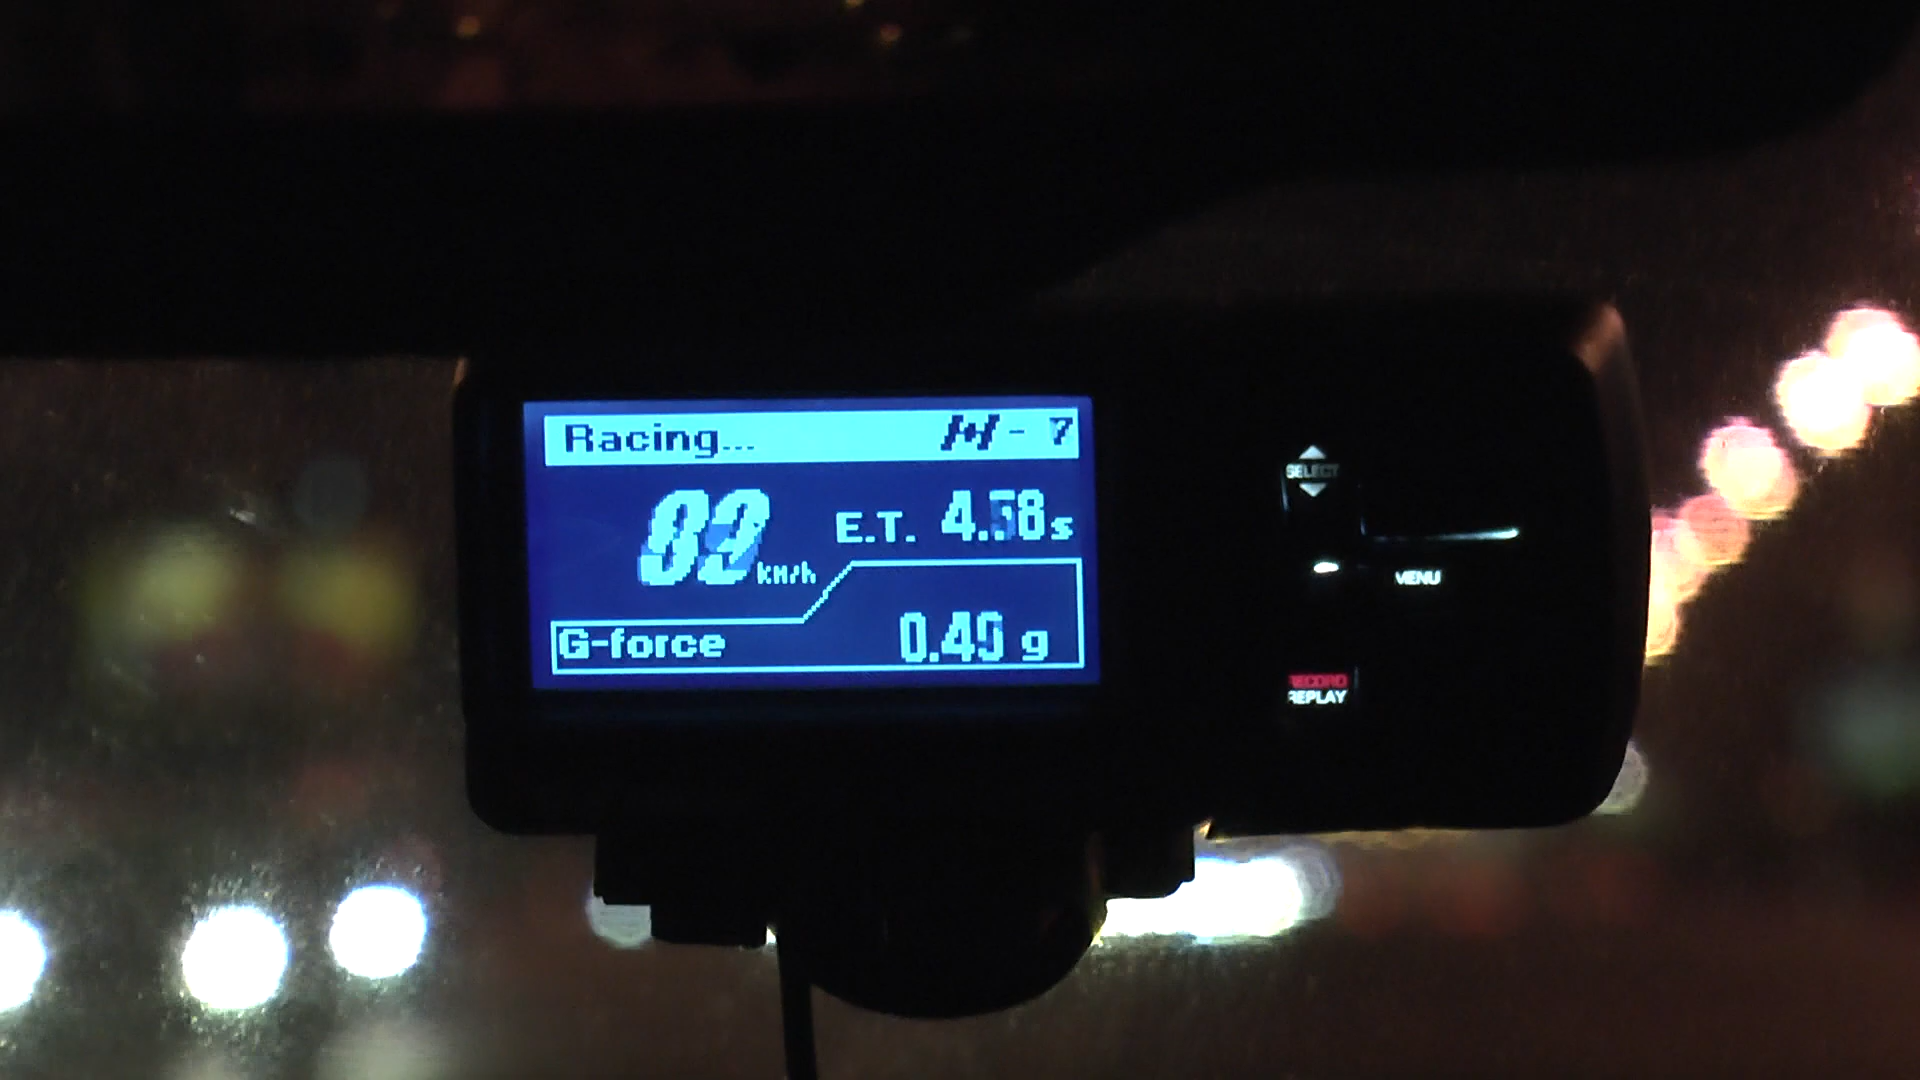 Racing...
E.T. 4.58s
km/h
G-force 0.49 g
SELECT
MENU
RECORD
REPLAY